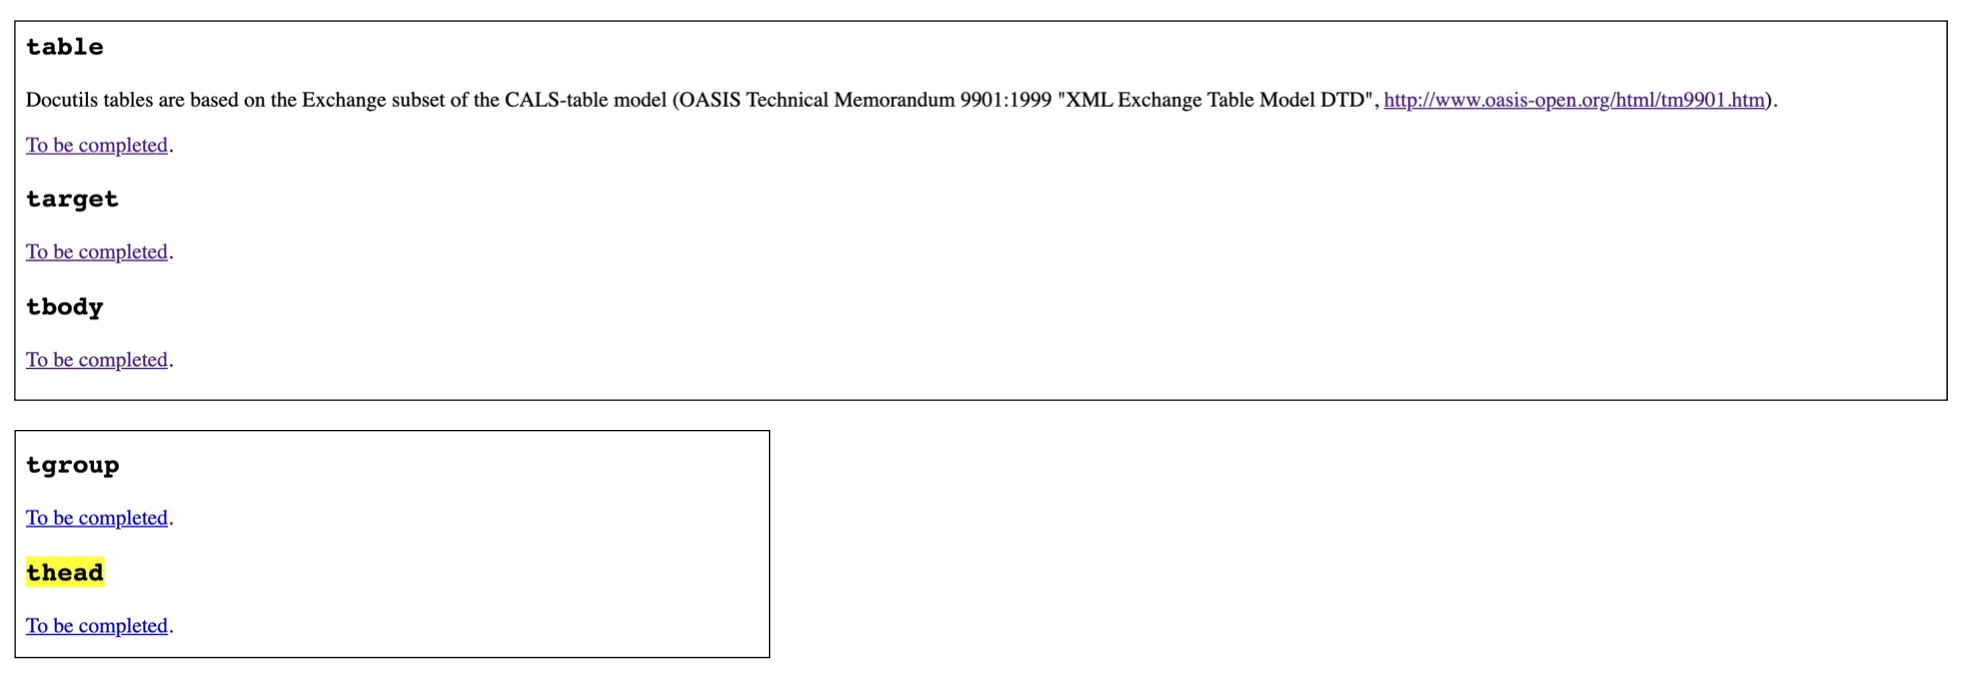 table
Docutils tables are based on the Exchange subset of the CALS-table model (OASIS Technical Memorandum 9901:1999 "XML Exchange Table Model DTD", http://www.oasis-open.org/html/tm9901.htm).
To be completed.
target
To be completed.
tbody
To be completed.
tgroup
To be completed.
thead
To be completed.